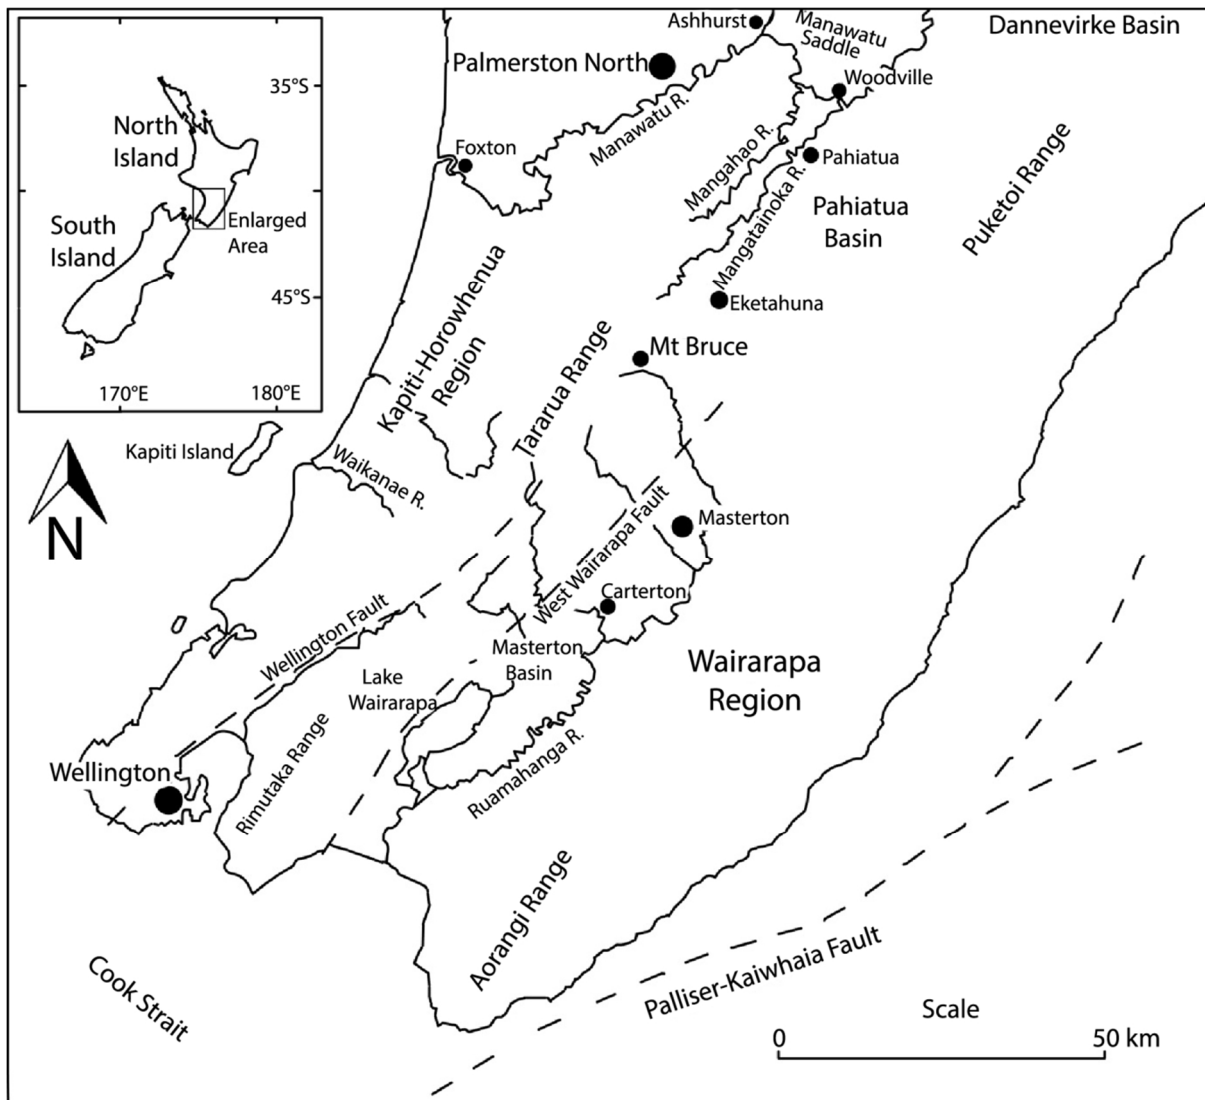 Ashhurst
Manawatu
Saddle
Dannevirke Basin
Palmerston North
Woodville
35°S
North
Island
Manawatu R.
Foxton
Mangahao R.
Pahiatua
Puketoi Range
Mangatainoka R.
Pahiatua
Basin
South
Island
Enlarged
Area
45°S
Kapiti-Horowhenua
Region
Eketahuna
Tararua Range
Mt Bruce
170°E
180°E
Kapiti Island
Waikanae R.
N
West Wairarapa Fault
Masterton
Carterton
Wellington Fault
Masterton
Basin
Lake
Wairarapa
Wairarapa
Region
Wellington
Rimutaka Range
Ruamahanga R.
Aorangi Range
Cook Strait
Palliser-Kaiwhaia Fault
Scale
0
50 km